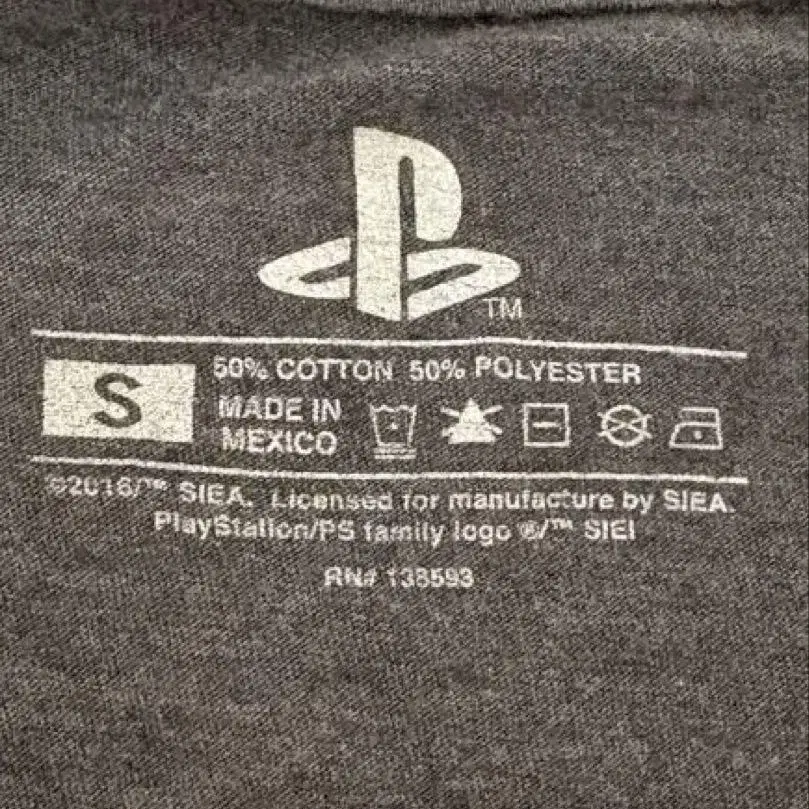 TM
50% COTTON 50% POLYESTER
S
MADE IN
MEXICO
©2016/™ SIEA. Licensed for manufacture by SIEA.
PlayStation/PS family logo ®/™ SIEI
RN# 138593